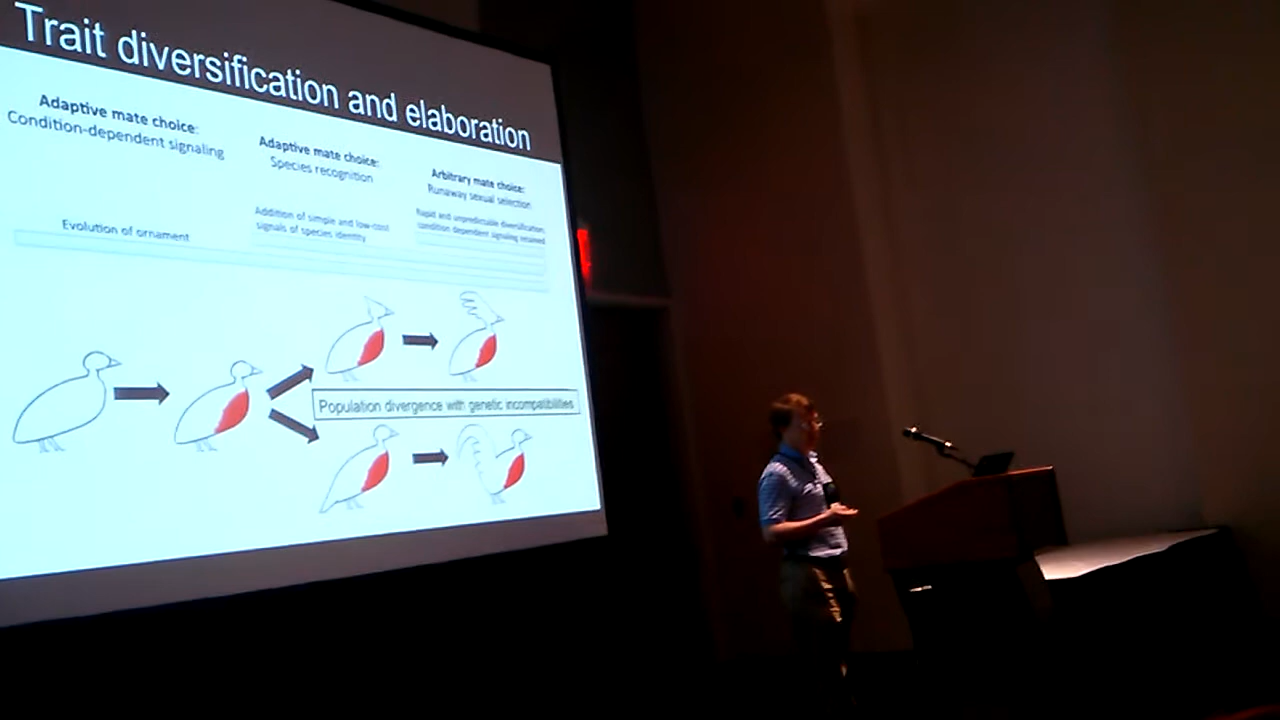 Trait diversification and elaboration
Adaptive mate choice:
Condition-dependent signaling
Adaptive mate choice:
Species recognition
Arbitrary mate choice:
Runaway sexual selection
Evolution of ornament
Addition of simple and low-cost
signals of species identity
Rapid and unpredictable diversification;
condition dependent signaling retained
Population divergence with genetic incompatibilities